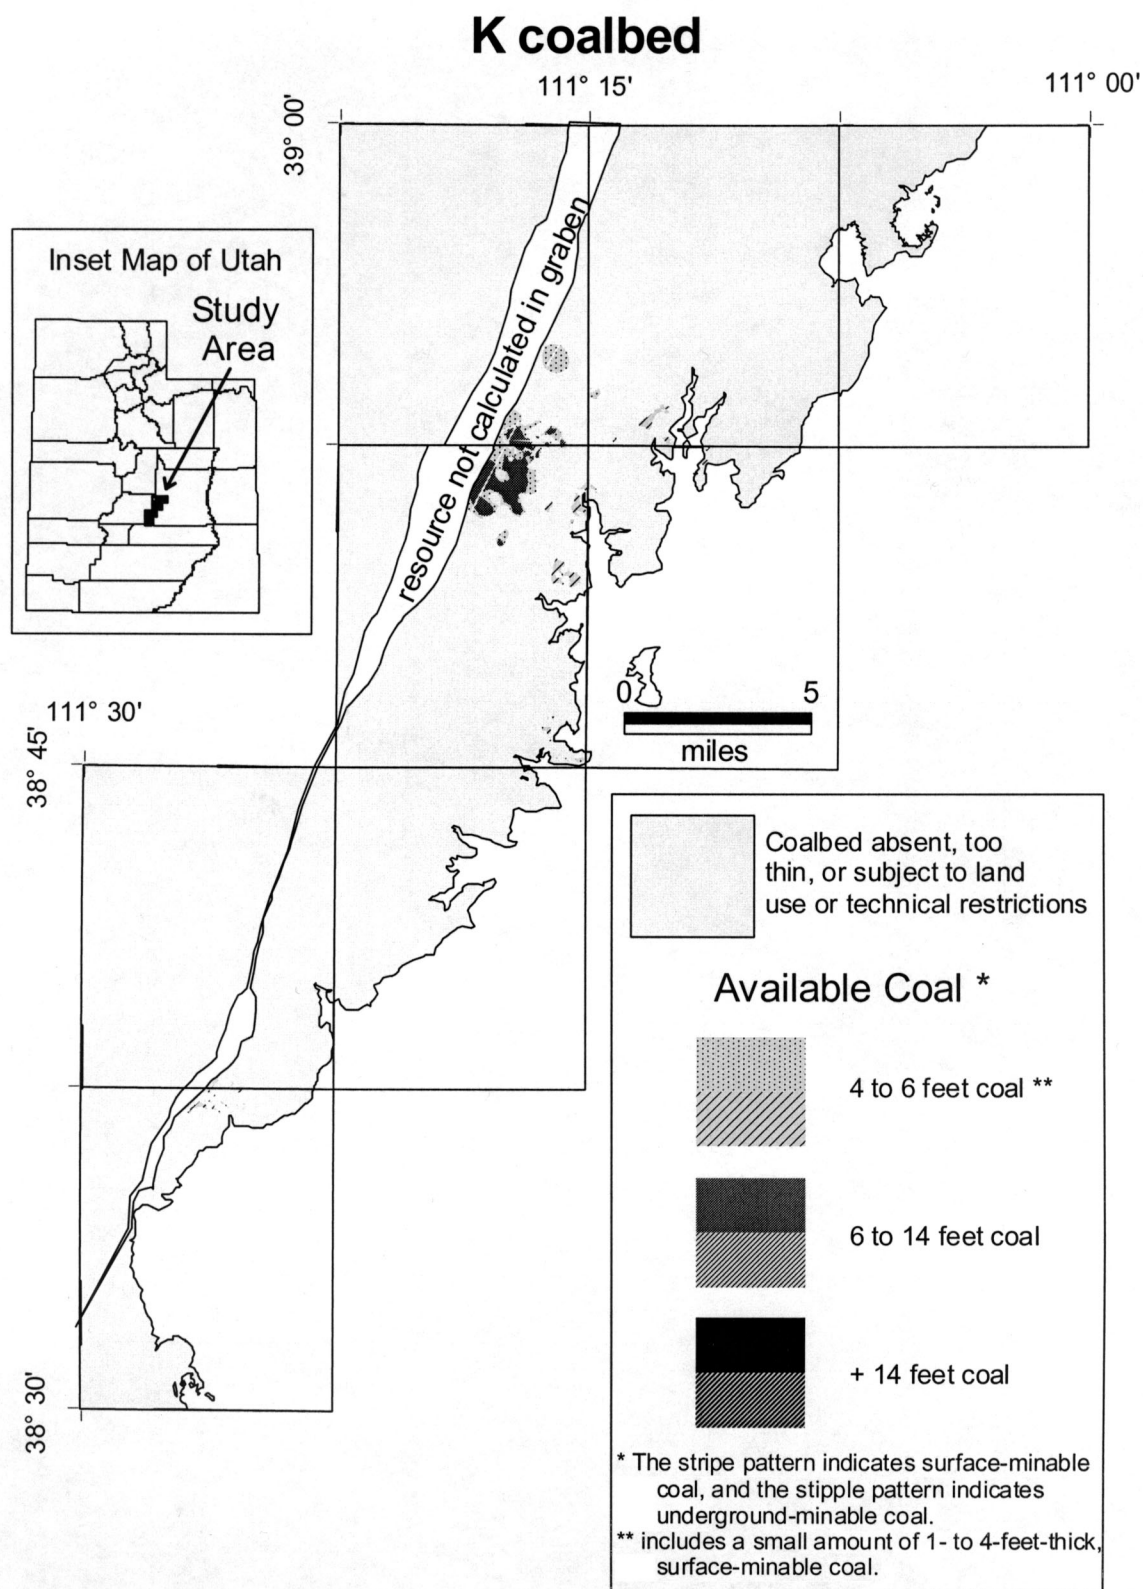 K coalbed
111° 15'
111° 00'
39° 00'
Inset Map of Utah
Study
Area
resource not calculated in graben
0
5
miles
111° 30'
38° 45'
Coalbed absent, too
thin, or subject to land
use or technical restrictions
Available Coal *
4 to 6 feet coal **
6 to 14 feet coal
+ 14 feet coal
38° 30'
* The stripe pattern indicates surface-minable
coal, and the stipple pattern indicates
underground-minable coal.
** includes a small amount of 1- to 4-feet-thick,
surface-minable coal.